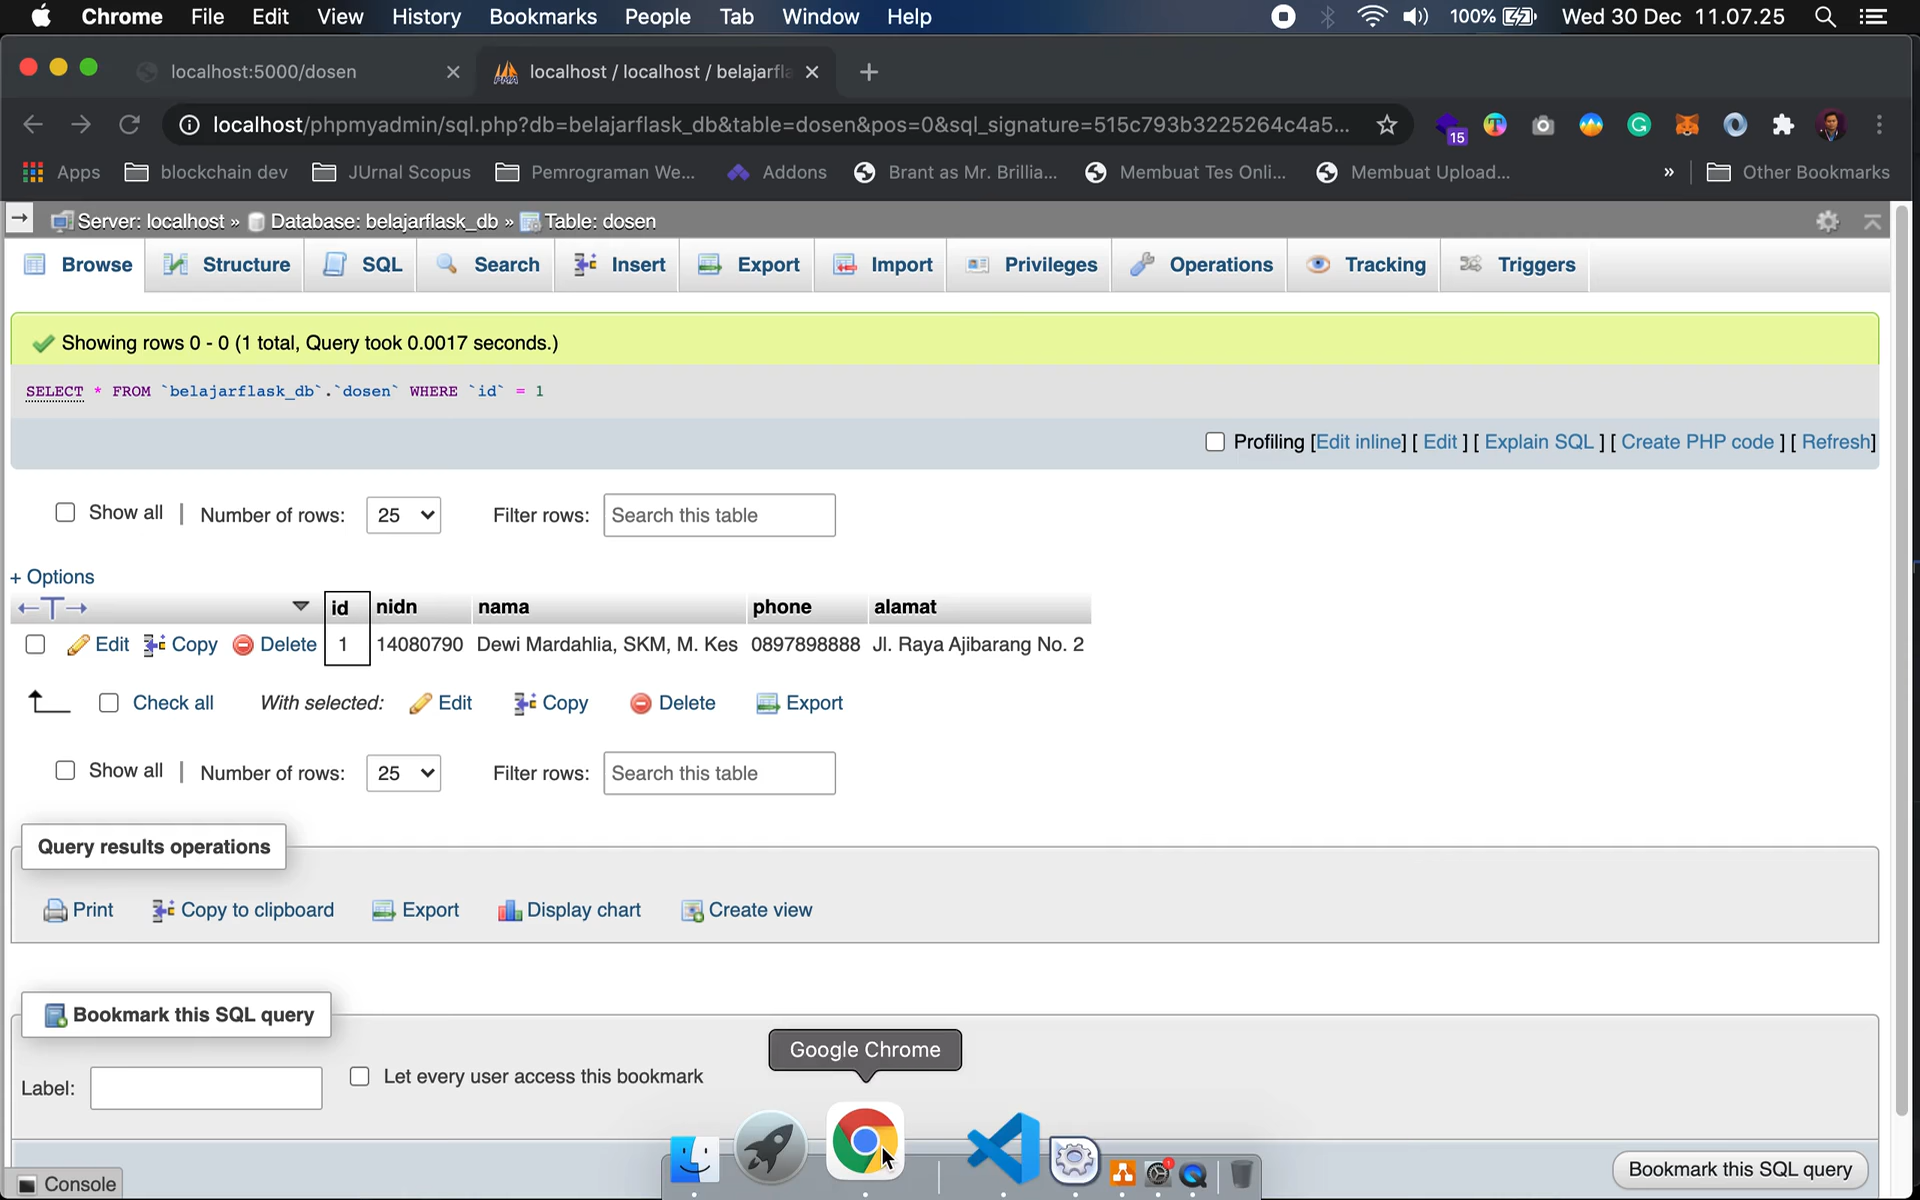 Chrome File Edit View History Bookmarks People Tab Window Help 100% Wed 30 Dec 11.07.25
localhost:5000/dosen localhost / localhost / belajarfla
localhost/phpmyadmin/sql.php?db=belajarflask_db&table=dosen&pos=0&sql_signature=515c793b3225264c4a5... 15
Apps blockchain dev JUrnal Scopus Pemrograman We... Addons Brant as Mr. Brillia... Membuat Tes Onli... Membuat Upload... » Other Bookmarks
Server: localhost » Database: belajarflask_db » Table: dosen
Browse Structure SQL Search Insert Export Import Privileges Operations Tracking Triggers
Showing rows 0 - 0 (1 total, Query took 0.0017 seconds.)
SELECT * FROM `belajarflask_db`.`dosen` WHERE `id` = 1
Profiling [Edit inline] [ Edit ] [ Explain SQL ] [ Create PHP code ] [ Refresh]
Show all | Number of rows: 25 Filter rows: Search this table
+ Options
←T→ id nidn nama phone alamat
Edit Copy Delete 1 14080790 Dewi Mardahlia, SKM, M. Kes 0897898888 Jl. Raya Ajibarang No. 2
Check all With selected: Edit Copy Delete Export
Show all | Number of rows: 25 Filter rows: Search this table
Query results operations
Print Copy to clipboard Export Display chart Create view
Bookmark this SQL query
Google Chrome
Label: Let every user access this bookmark
Bookmark this SQL query
Console